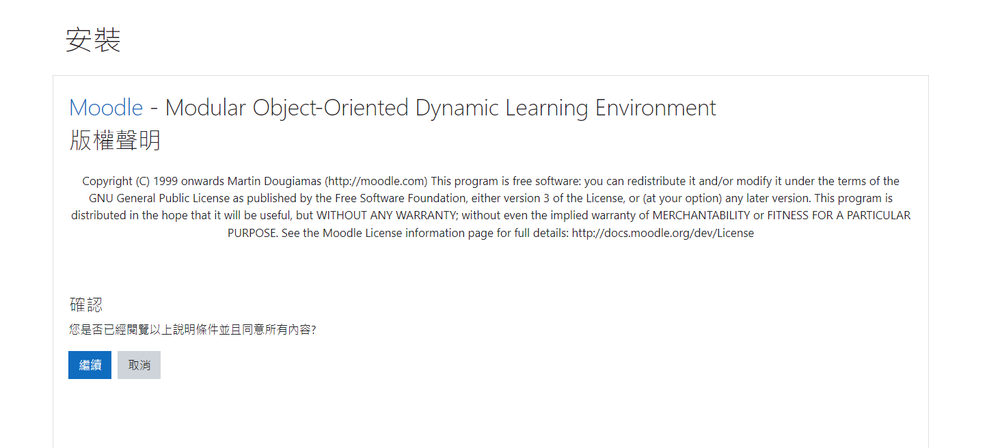 安裝
Moodle - Modular Object-Oriented Dynamic Learning Environment
版權聲明
Copyright (C) 1999 onwards Martin Dougiamas (http://moodle.com) This program is free software: you can redistribute it and/or modify it under the terms of the
GNU General Public License as published by the Free Software Foundation, either version 3 of the License, or (at your option) any later version. This program is
distributed in the hope that it will be useful, but WITHOUT ANY WARRANTY; without even the implied warranty of MERCHANTABILITY or FITNESS FOR A PARTICULAR
PURPOSE. See the Moodle License information page for full details: http://docs.moodle.org/dev/License
確認
您是否已經閱覽以上說明條件並且同意所有內容?
繼續 取消